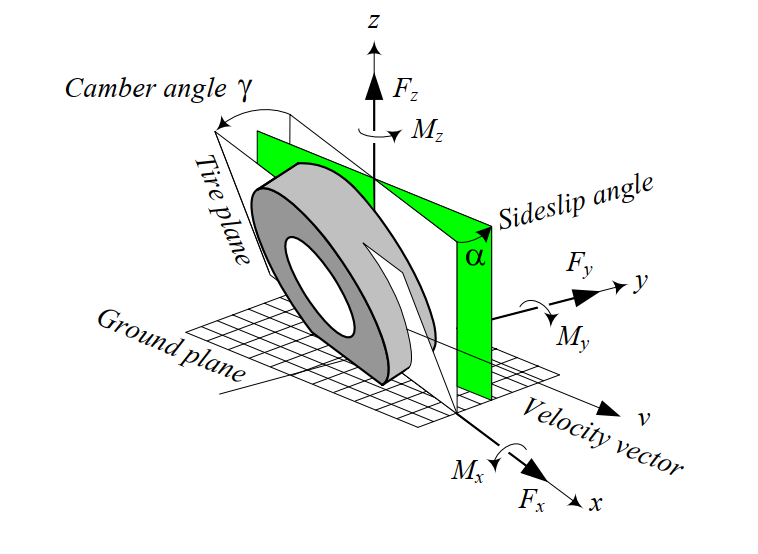 z
Camber angle γ
F_z
M_z
Tire plane
Sideslip angle
α
F_y
y
M_y
Ground plane
v
Velocity vector
M_x
F_x
x